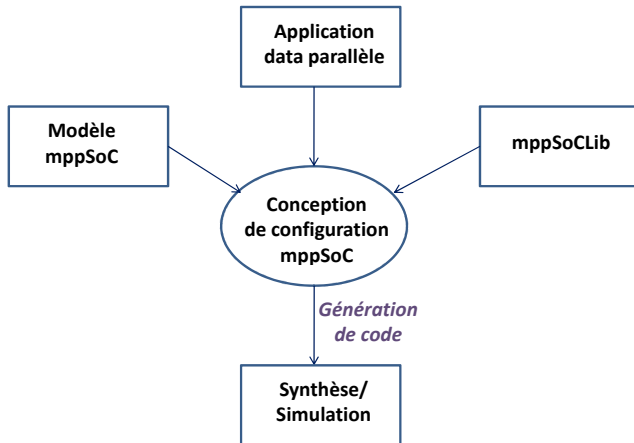 Application
data parallèle
Modèle
mppSoC
mppSoCLib
Conception
de configuration
mppSoC
Génération
de code
Synthèse/
Simulation